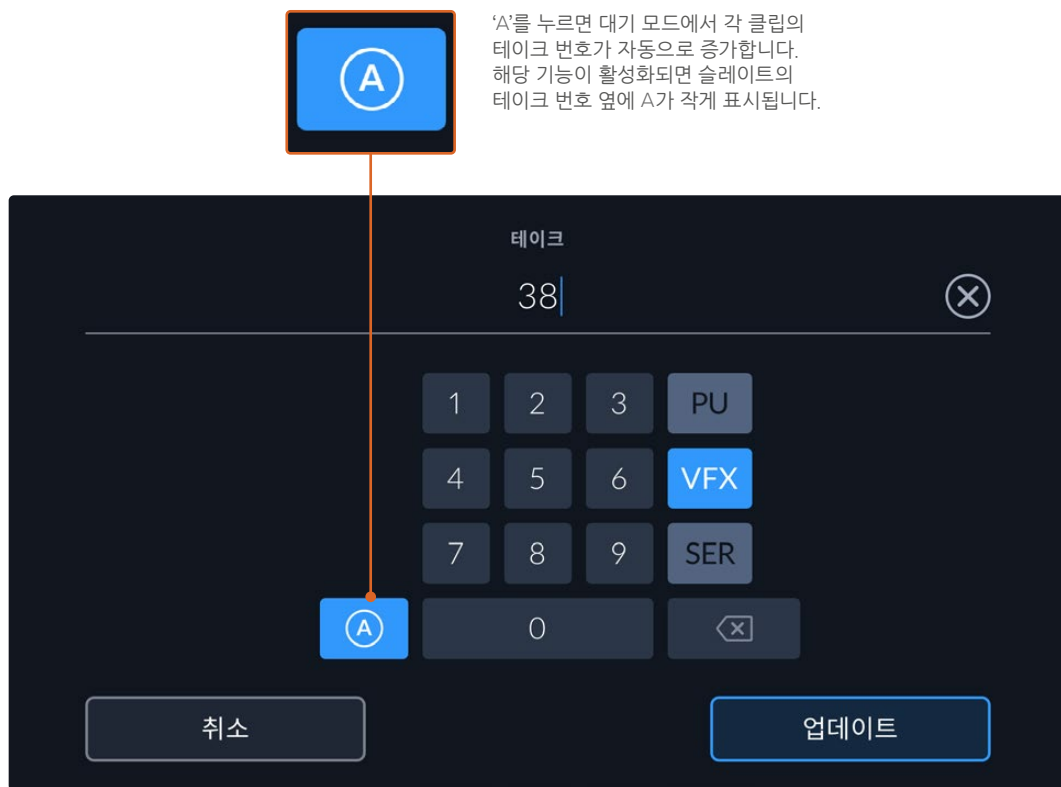 A
‘A’를 누르면 대기 모드에서 각 클립의
테이크 번호가 자동으로 증가합니다.
해당 기능이 활성화되면 슬레이트의
테이크 번호 옆에 A가 작게 표시됩니다.
테이크
38
1 2 3 PU
4 5 6 VFX
7 8 9 SER
A 0
취소 업데이트